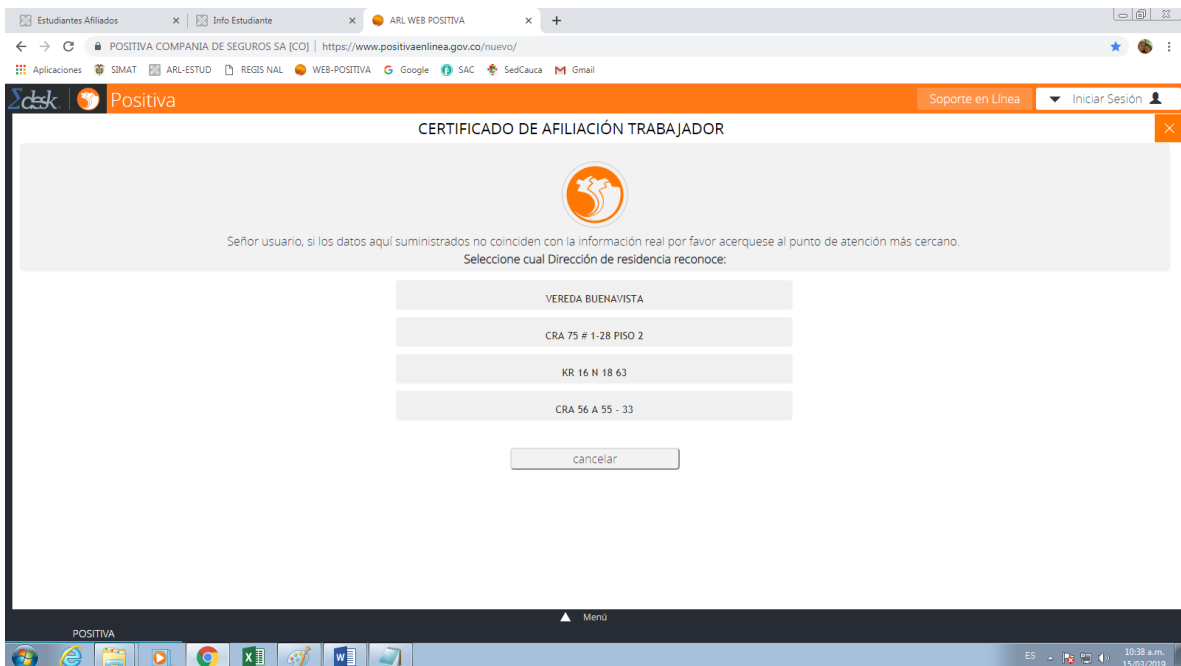 Estudiantes Afiliados
Info Estudiante
ARL WEB POSITIVA
POSITIVA COMPANIA DE SEGUROS SA [CO] | https://www.positivaenlinea.gov.co/nuevo/
Aplicaciones SIMAT ARL-ESTUD REGIS NAL WEB-POSITIVA Google SAC SedCauca Gmail
Σdesk Positiva Soporte en Línea Iniciar Sesión
CERTIFICADO DE AFILIACIÓN TRABAJADOR
Señor usuario, si los datos aquí suministrados no coinciden con la información real por favor acerquese al punto de atención más cercano.
Seleccione cual Dirección de residencia reconoce:
VEREDA BUENAVISTA
CRA 75 # 1-28 PISO 2
KR 16 N 18 63
CRA 56 A 55 - 33
cancelar
Menú
POSITIVA
ES 10:38 a.m.
15/03/2019